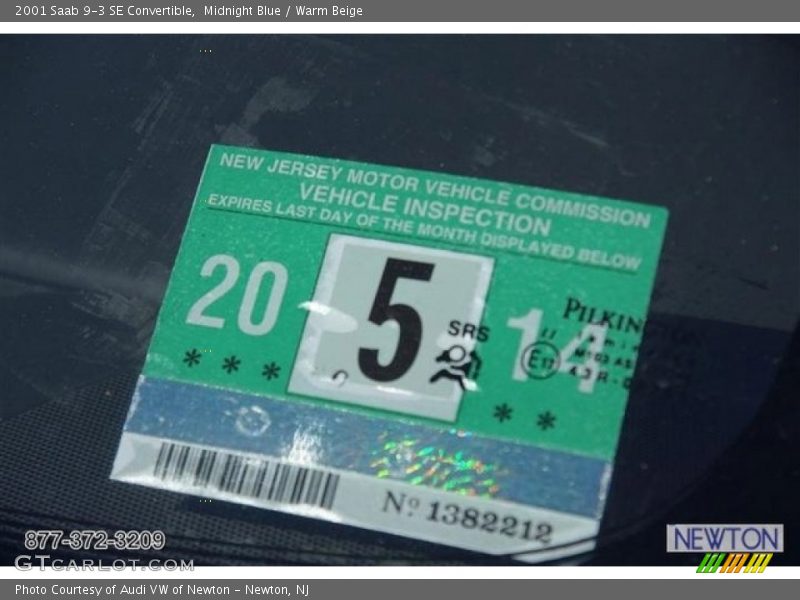 2001 Saab 9-3 SE Convertible, Midnight Blue / Warm Beige
NEW JERSEY MOTOR VEHICLE COMMISSION
VEHICLE INSPECTION
EXPIRES LAST DAY OF THE MONTH DISPLAYED BELOW
20 5 14
PILKIN
SRS
* * *
* *
Nº 1382212
877-372-3209
GTCARLOT.COM
NEWTON
Photo Courtesy of Audi VW of Newton - Newton, NJ